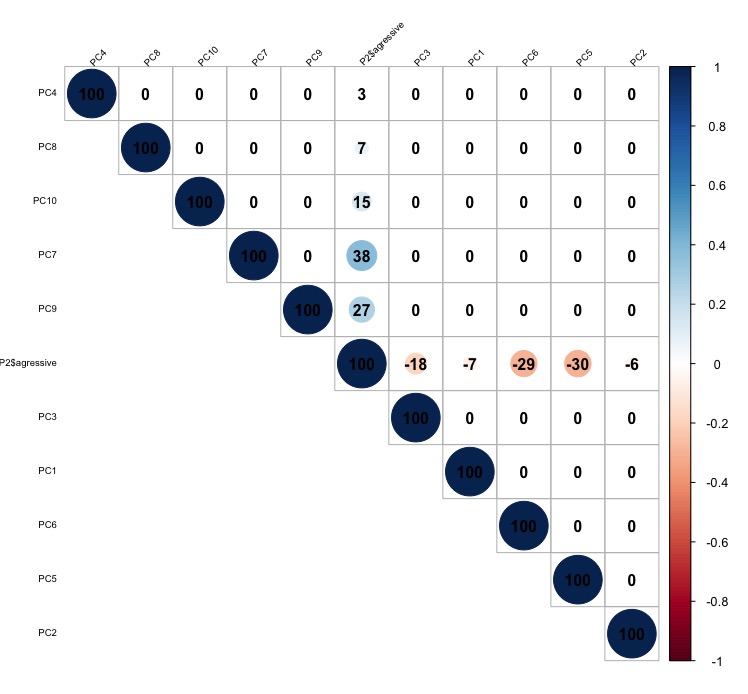 PC4 PC8 PC10 PC7 PC9 P2$agressive PC3 PC1 PC6 PC5 PC2
PC4 100 0 0 0 0 3 0 0 0 0 0
PC8 100 0 0 0 7 0 0 0 0 0
PC10 100 0 0 15 0 0 0 0 0
PC7 100 0 38 0 0 0 0 0
PC9 100 27 0 0 0 0 0
P2$agressive 100 -18 -7 -29 -30 -6
PC3 100 0 0 0 0
PC1 100 0 0 0
PC6 100 0 0
PC5 100 0
PC2 100
1
0.8
0.6
0.4
0.2
0
-0.2
-0.4
-0.6
-0.8
-1